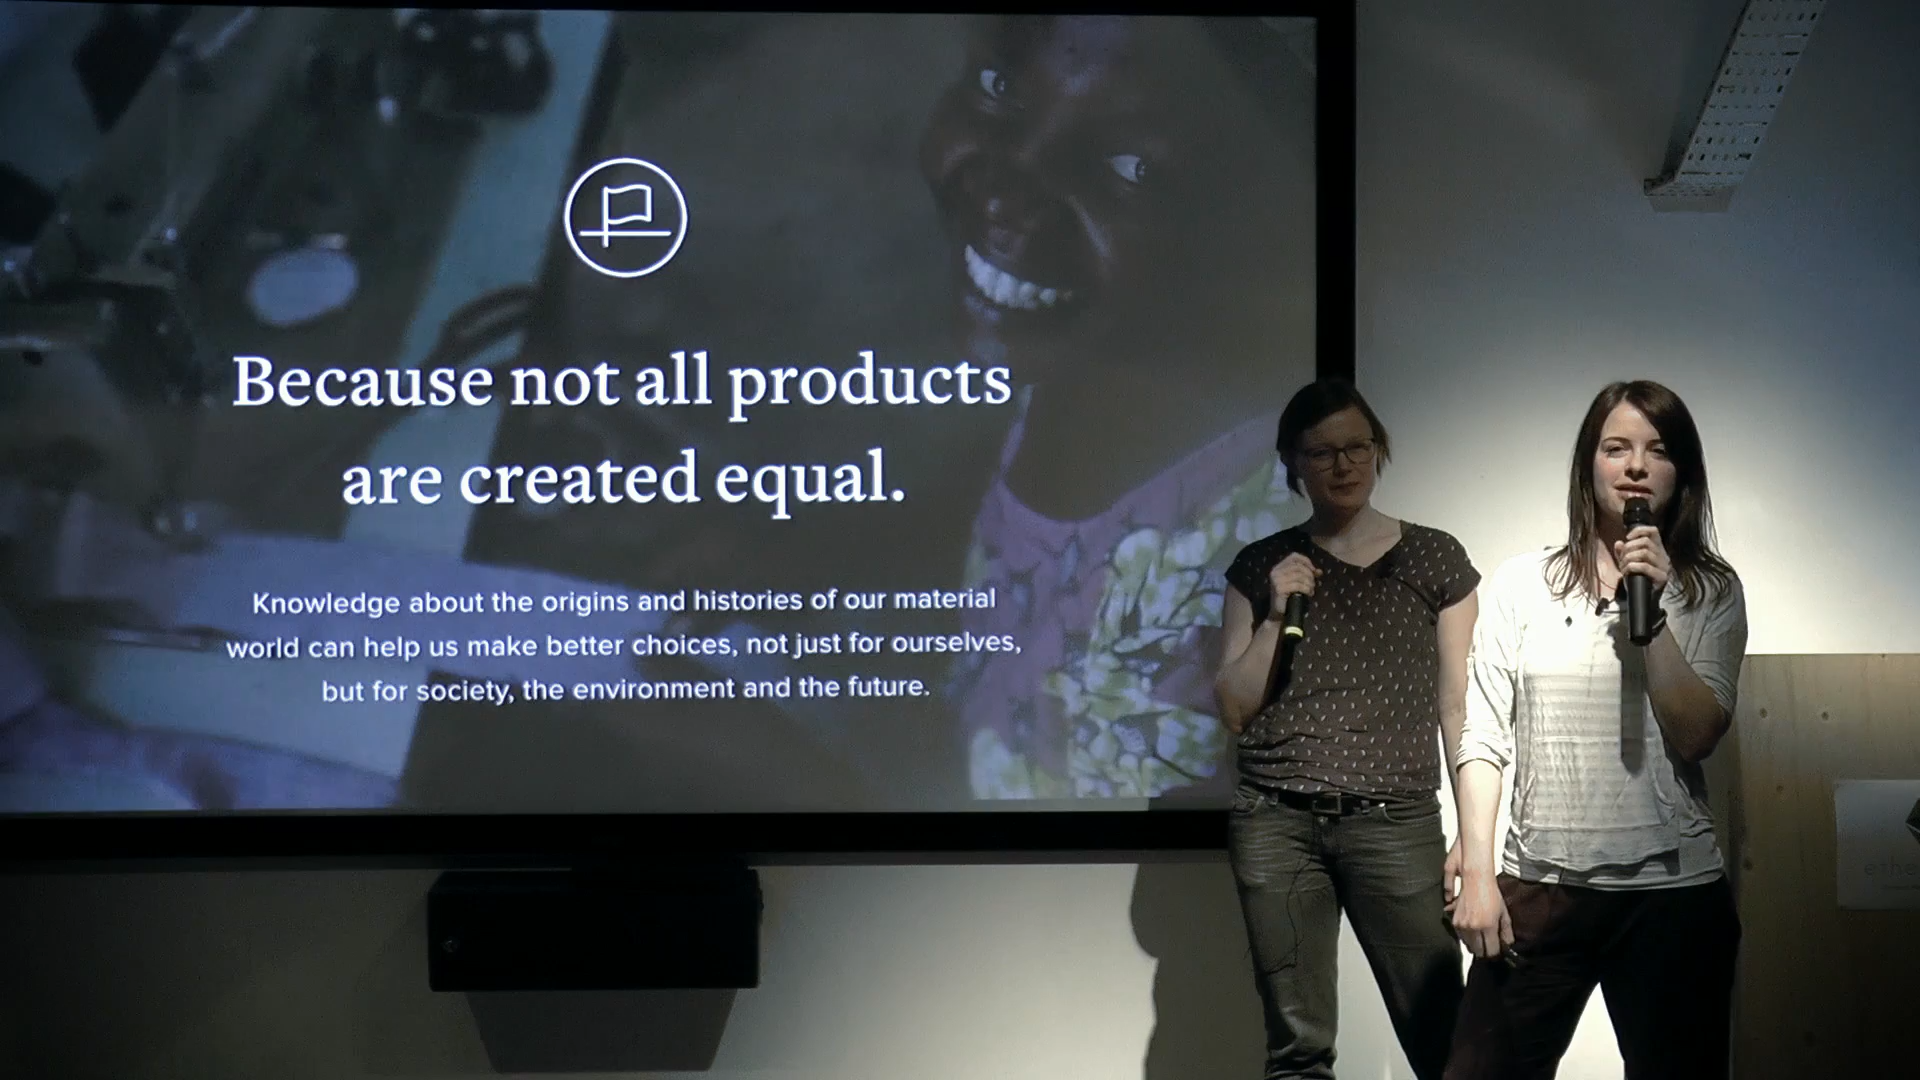 Because not all products
are created equal.
Knowledge about the origins and histories of our material
world can help us make better choices, not just for ourselves,
but for society, the environment and the future.